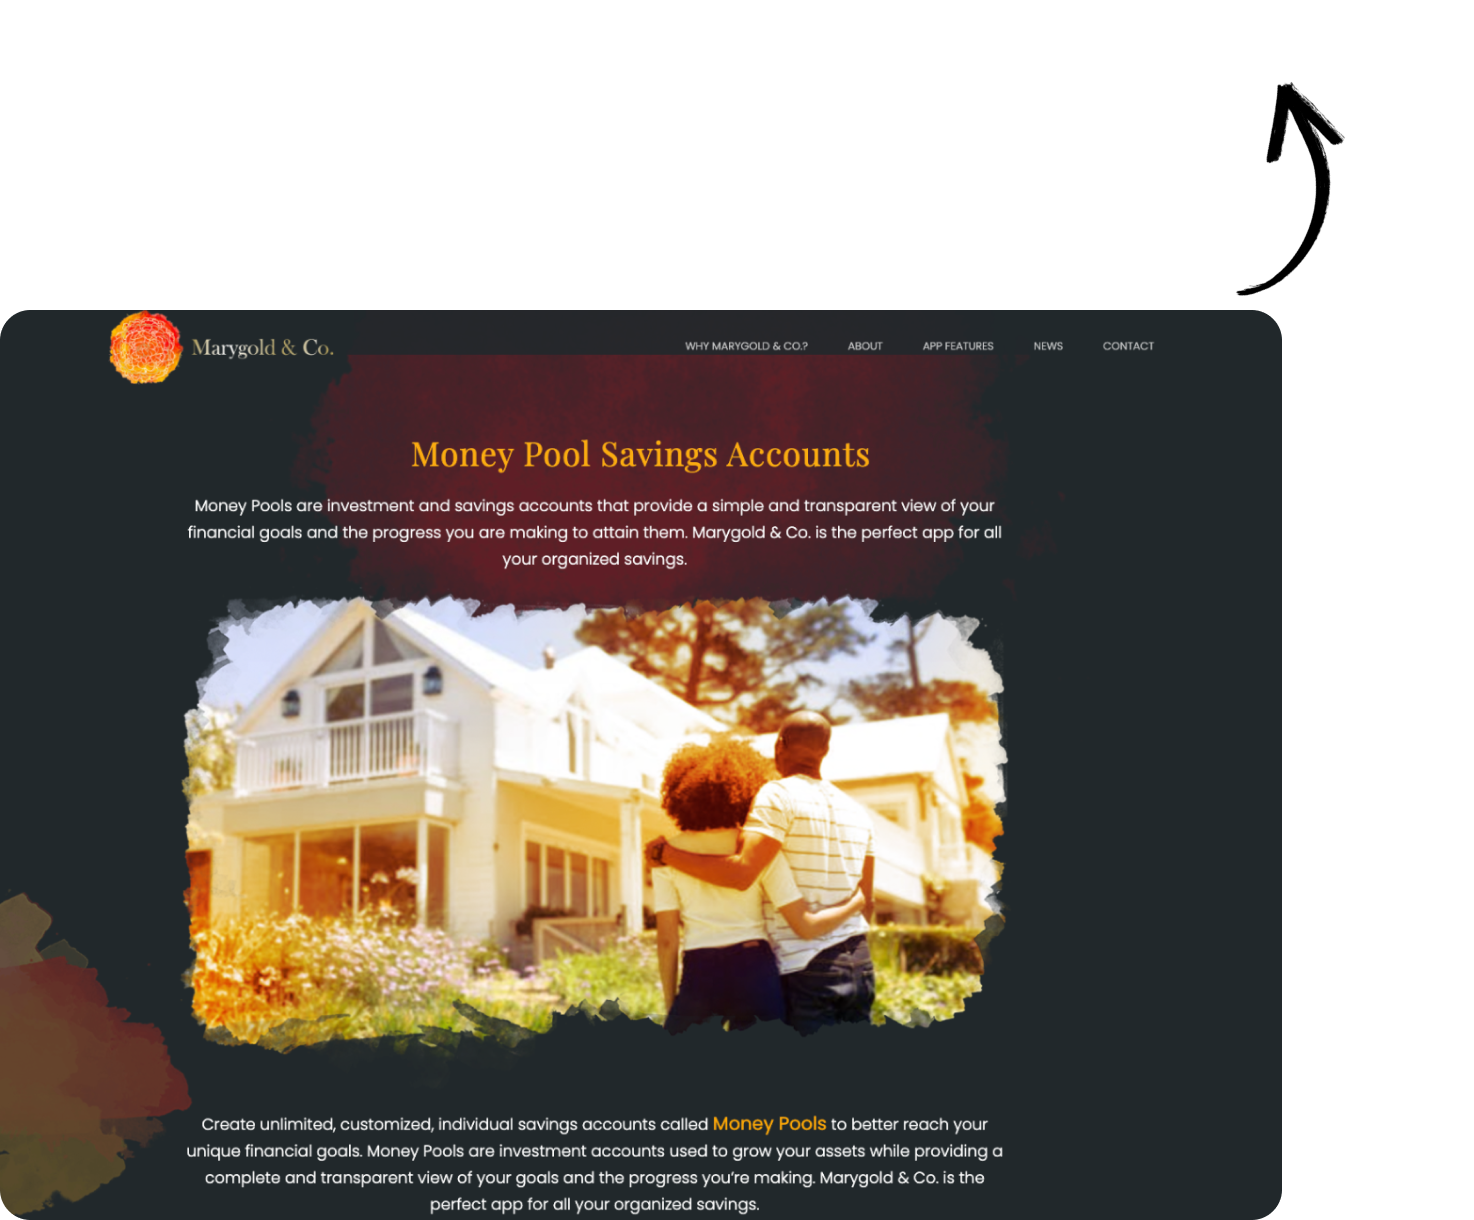 Marygold & Co.
WHY MARYGOLD & CO.? ABOUT APP FEATURES NEWS CONTACT
Money Pool Savings Accounts
Money Pools are investment and savings accounts that provide a simple and transparent view of your
financial goals and the progress you are making to attain them. Marygold & Co. is the perfect app for all
your organized savings.
Create unlimited, customized, individual savings accounts called Money Pools to better reach your
unique financial goals. Money Pools are investment accounts used to grow your assets while providing a
complete and transparent view of your goals and the progress you’re making. Marygold & Co. is the
perfect app for all your organized savings.